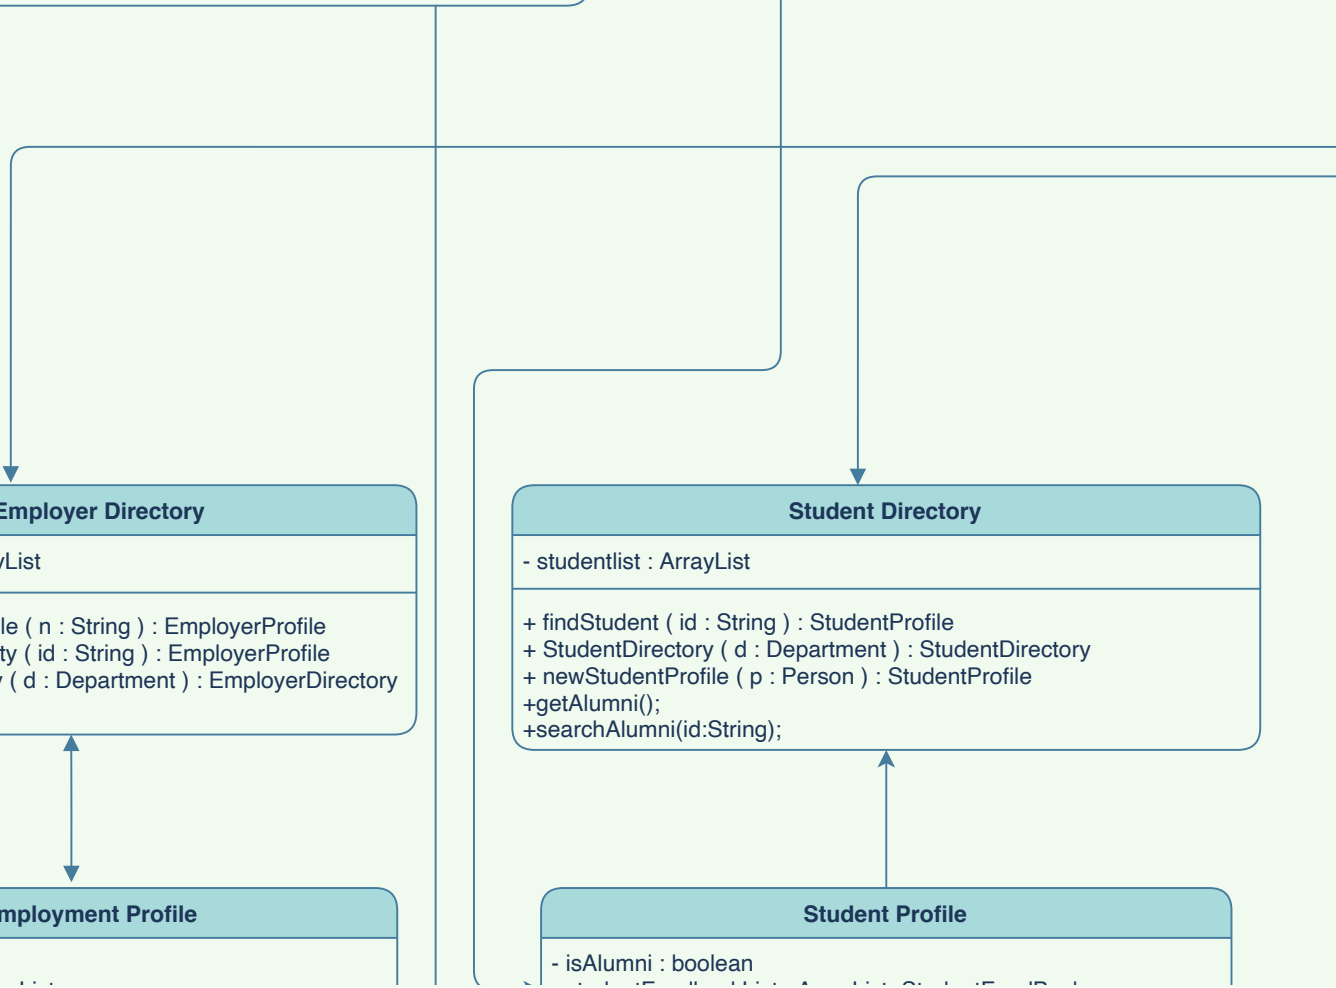 Employer Directory
yList
le ( n : String ) : EmployerProfile
ty ( id : String ) : EmployerProfile
( d : Department ) : EmployerDirectory
mployment Profile
Student Directory
- studentlist : ArrayList
+ findStudent ( id : String ) : StudentProfile
+ StudentDirectory ( d : Department ) : StudentDirectory
+ newStudentProfile ( p : Person ) : StudentProfile
+getAlumni();
+searchAlumni(id:String);
Student Profile
- isAlumni : boolean